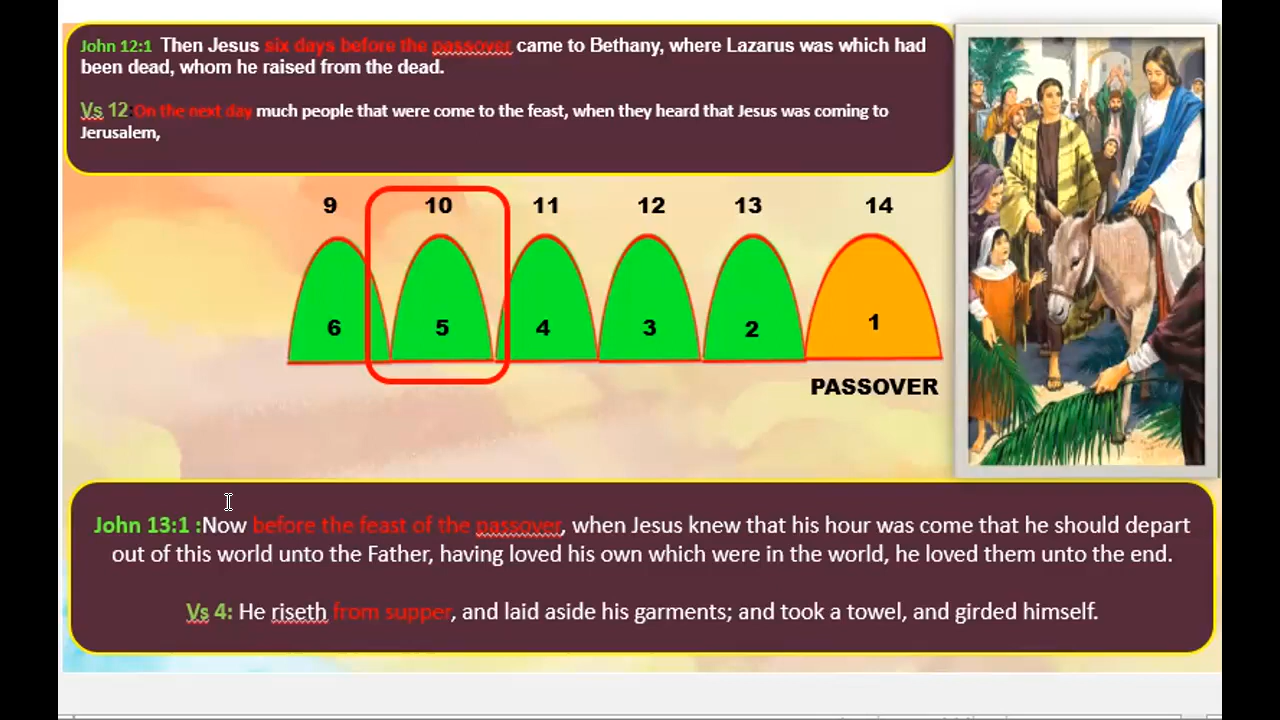 John 12:1 Then Jesus six days before the passover came to Bethany, where Lazarus was which had
been dead, whom he raised from the dead.
Vs 12:On the next day much people that were come to the feast, when they heard that Jesus was coming to
Jerusalem,
9 10 11 12 13 14
6 5 4 3 2 1
PASSOVER
John 13:1 :Now before the feast of the passover, when Jesus knew that his hour was come that he should depart
out of this world unto the Father, having loved his own which were in the world, he loved them unto the end.
Vs 4: He riseth from supper, and laid aside his garments; and took a towel, and girded himself.